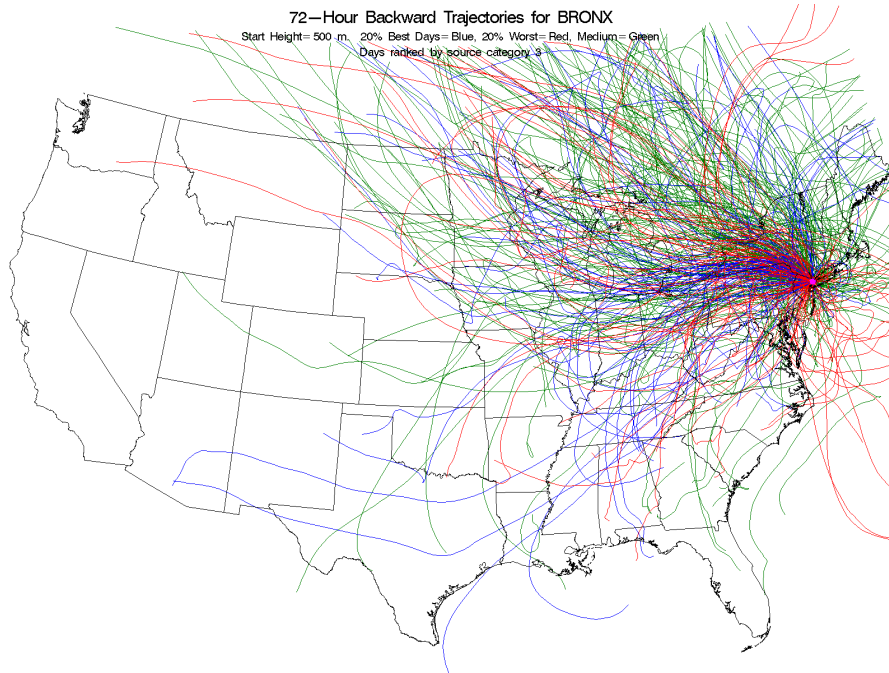 72-Hour Backward Trajectories for BRONX
Start Height= 500 m. 20% Best Days=Blue, 20% Worst=Red, Medium=Green
Days ranked by source category 3